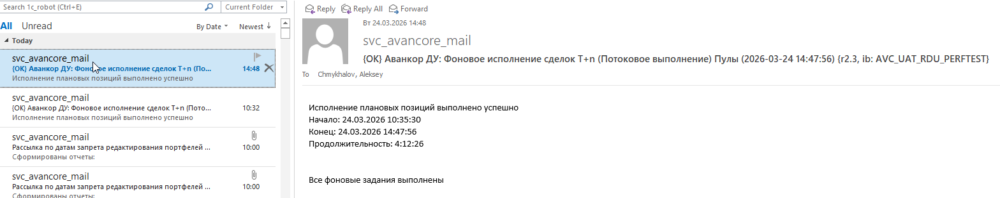 Search 1c_robot (Ctrl+E)
Current Folder
All Unread
By Date Newest ↓
Today
svc_avancore_mail
{ОК} Аванкор ДУ: Фоновое исполнение сделок Т+n (По...
14:48
Исполнение плановых позиций выполнено успешно
svc_avancore_mail
{ОК} Аванкор ДУ: Фоновое исполнение сделок Т+n (Пото...
10:32
Исполнение плановых позиций выполнено успешно
svc_avancore_mail
Рассылка по датам запрета редактирования портфелей ...
10:00
Сформированы отчеты:
svc_avancore_mail
Рассылка по датам запрета редактирования портфелей ...
10:00
Сформированы отчеты:
Reply Reply All Forward
Вт 24.03.2026 14:48
svc_avancore_mail
{ОК} Аванкор ДУ: Фоновое исполнение сделок Т+n (Потоковое выполнение) Пулы (2026-03-24 14:47:56) {r2.3, ib: AVC_UAT_RDU_PERFTEST}
To Chmykhalov, Aleksey
Исполнение плановых позиций выполнено успешно
Начало: 24.03.2026 10:35:30
Конец: 24.03.2026 14:47:56
Продолжительность: 4:12:26
Все фоновые задания выполнены